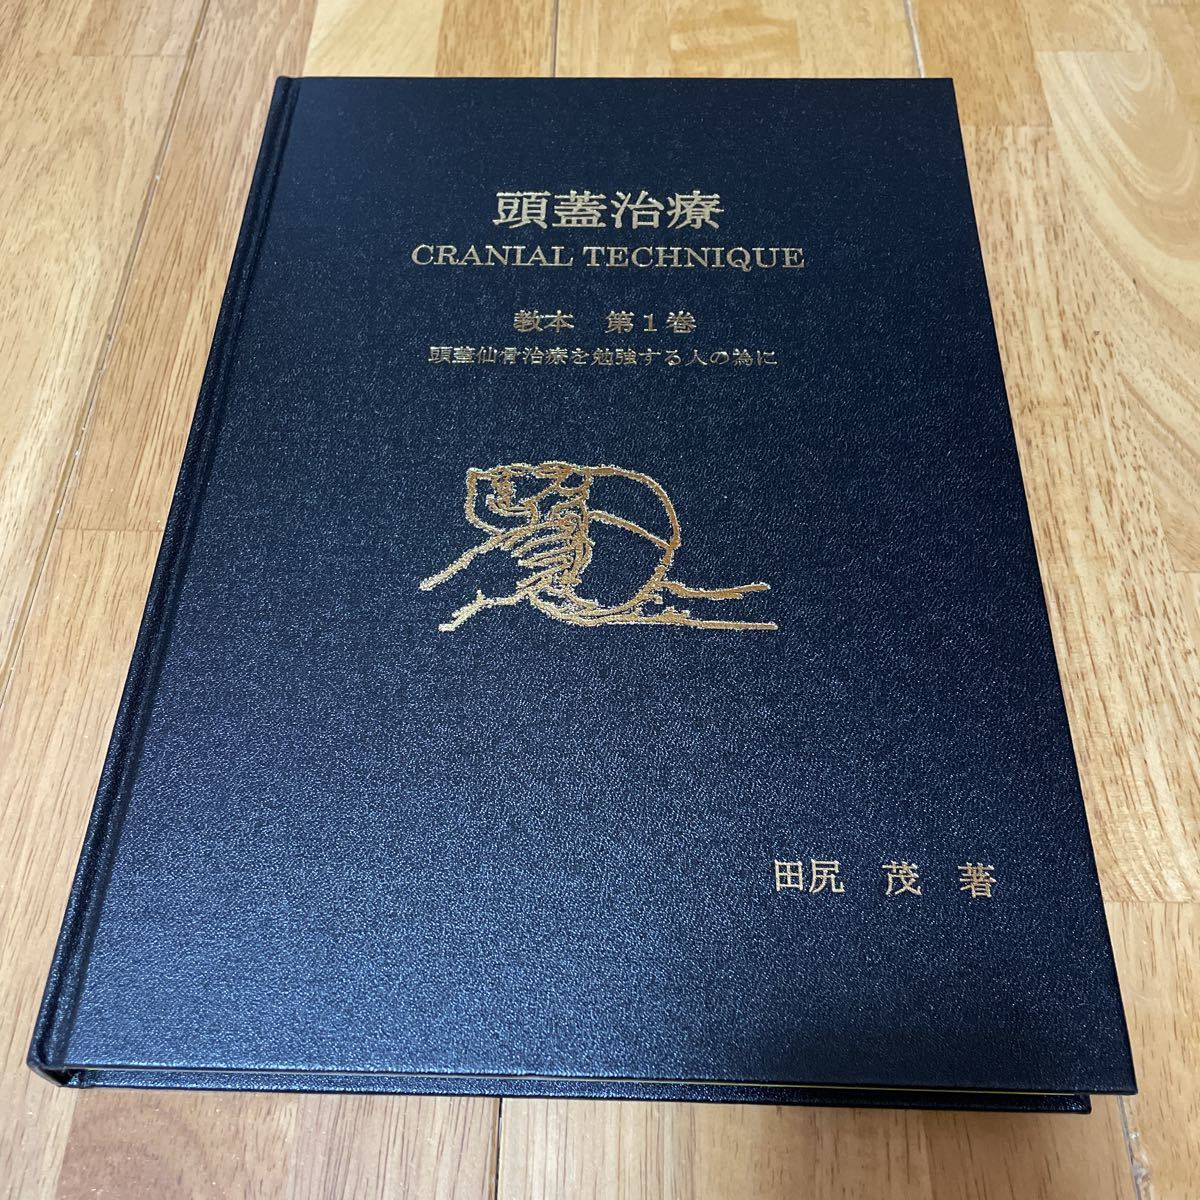 頭蓋治療
CRANIAL TECHNIQUE
教本　第1巻
頭蓋仙骨治療を勉強する人の為に
田尻　茂　著